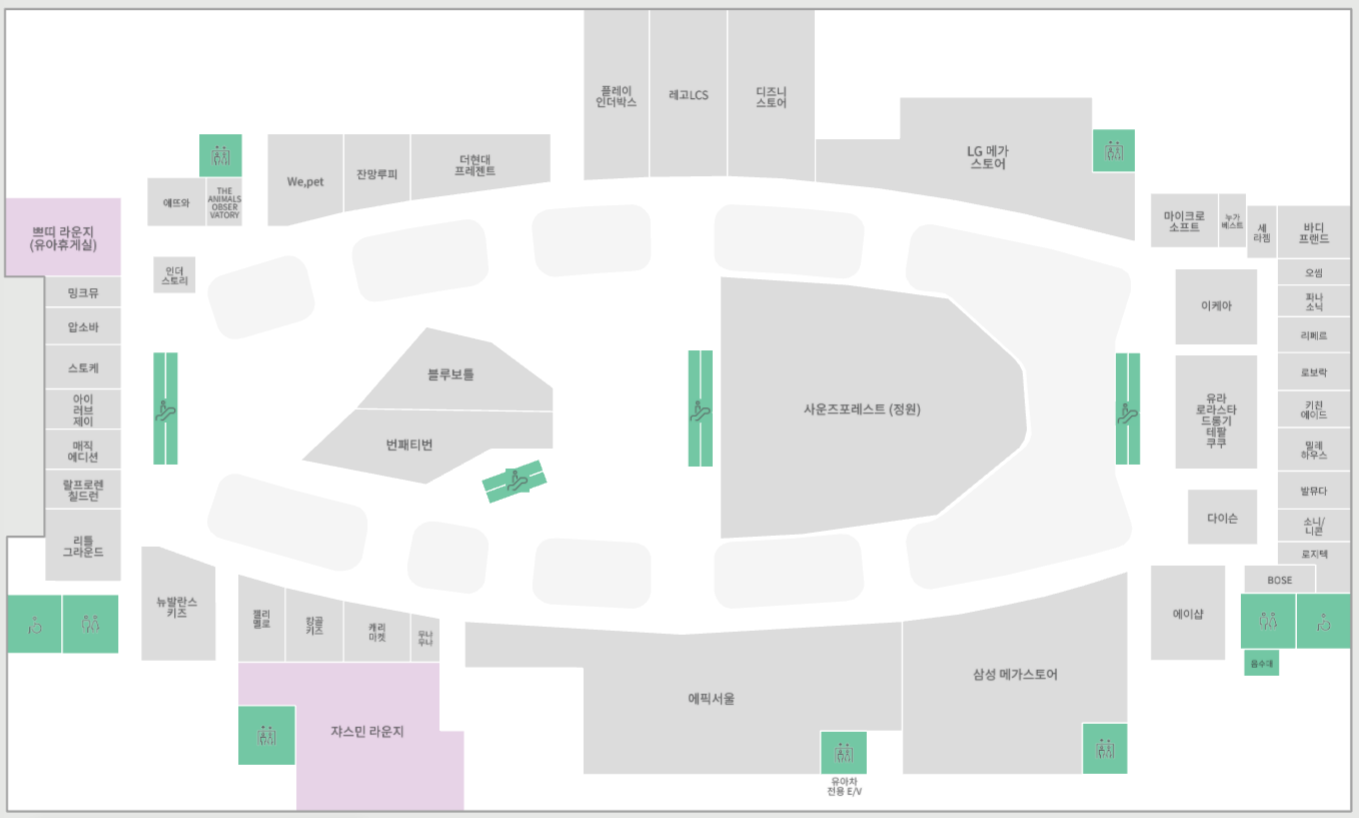 플레이
인더박스
레고LCS
디즈니
스토어
LG 메가
스토어
We,pet
잔망루피
더현대
프레젠트
애뜨와
THE
ANIMALS
OBSER
VATORY
쁘띠 라운지
(유아휴게실)
인더
스토리
마이크로
소프트
누가
베스트
세
라젬
바디
프랜드
밍크뮤
압소바
스토케
아이
러브
제이
매직
에디션
랄프로렌
칠드런
리틀
그라운드
블루보틀
번패티번
사운즈포레스트 (정원)
이케아
유라
로라스타
드롱기
테팔
쿠쿠
다이슨
오씸
파나
소닉
리페르
로보락
키친
에이드
밀레
하우스
발뮤다
소니/
니콘
로지텍
BOSE
에이샵
음수대
뉴발란스
키즈
젤리
멜로
캉골
키즈
캐리
마켓
무나
무나
쟈스민 라운지
에픽서울
삼성 메가스토어
유아차
전용 E/V